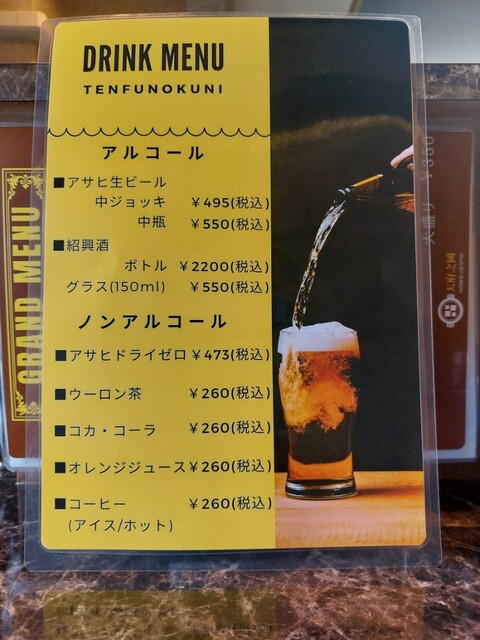 DRINK MENU
TENFUNOKUNI
アルコール
■アサヒ生ビール
中ジョッキ ￥495(税込)
中瓶 ￥550(税込)
■紹興酒
ボトル ￥2200(税込)
グラス(150ml) ￥550(税込)
ノンアルコール
■アサヒドライゼロ ￥473(税込)
■ウーロン茶 ￥260(税込)
■コカ・コーラ ￥260(税込)
■オレンジジュース ￥260(税込)
■コーヒー ￥260(税込)
(アイス/ホット)
GRAND MENU
大盛り ￥350